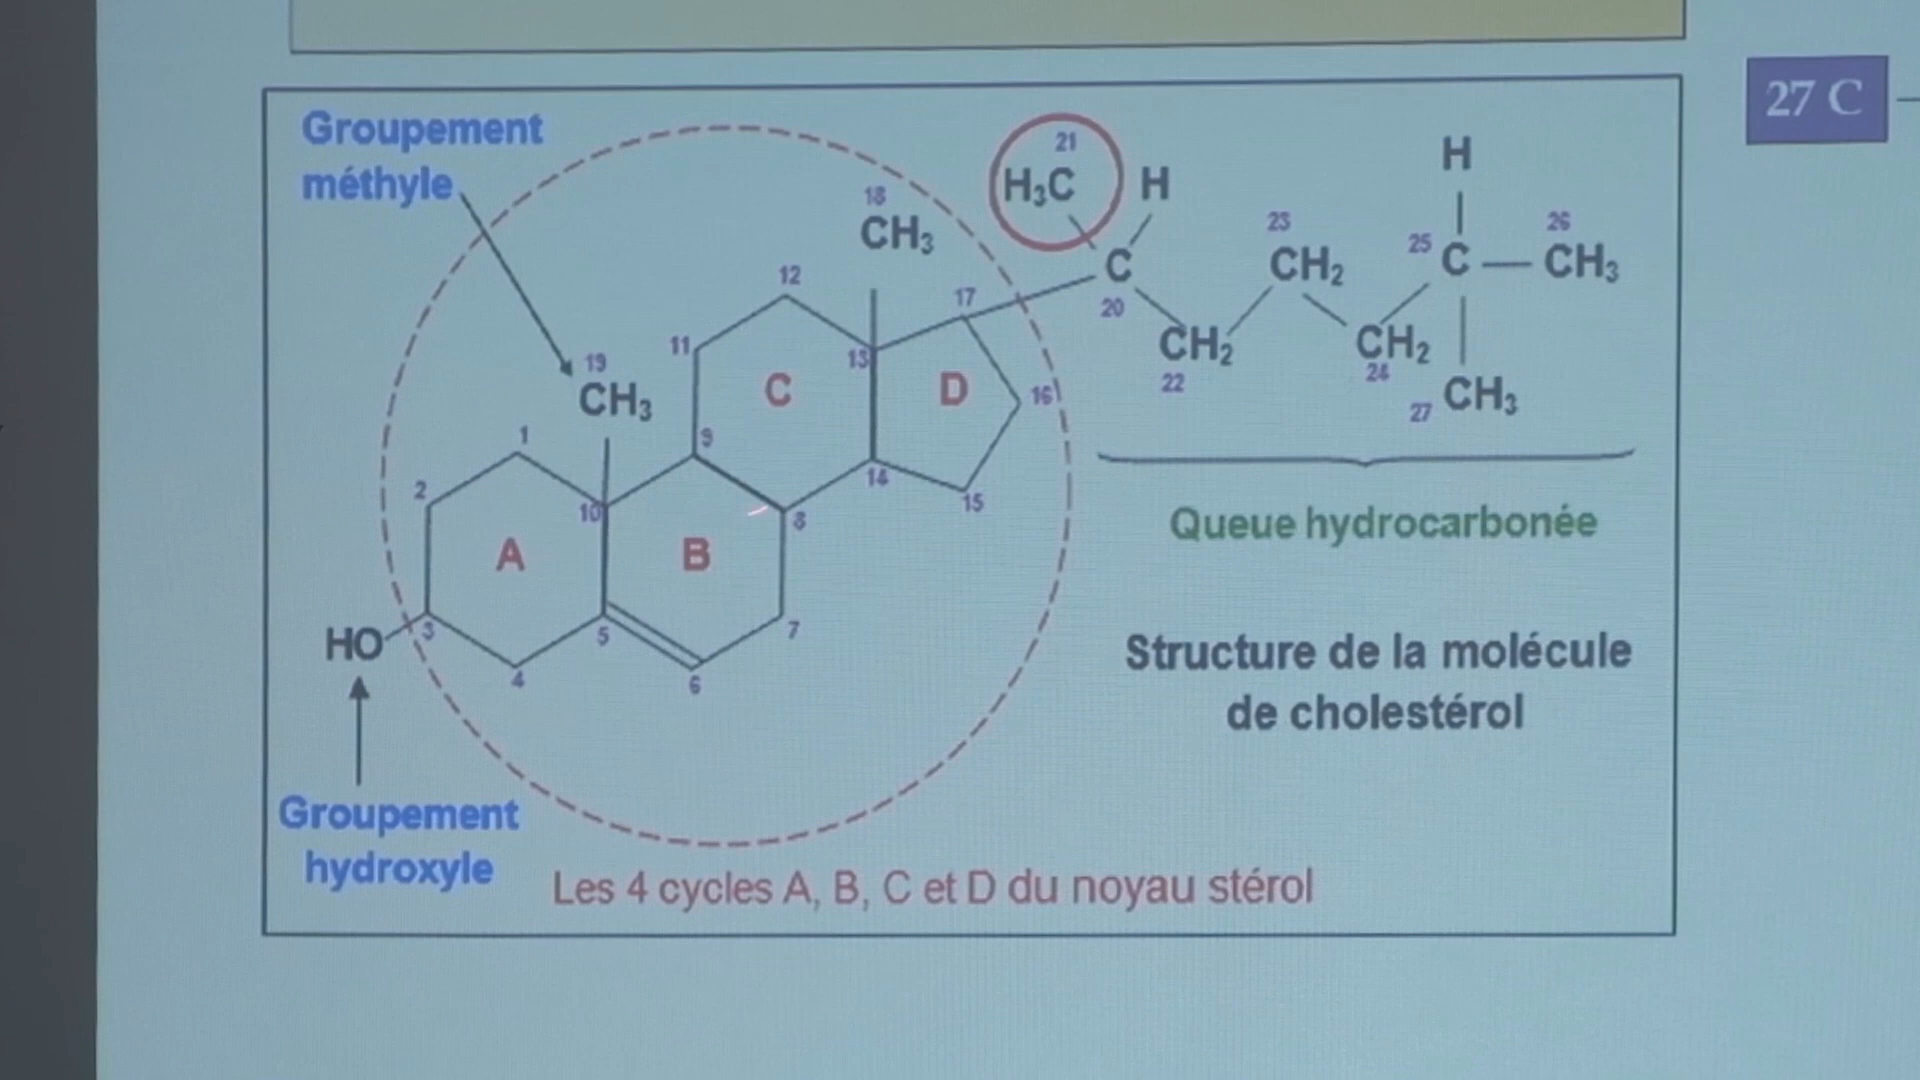 27 C
Groupement
méthyle
21
H₃C
H
H
18
CH₃
23
CH₂
25
C
26
CH₃
C
20
12
17
11
13
C
D
16
CH₂
22
CH₂
24
CH₃
27
19
CH₃
1
9
2
10
14
15
8
A
B
Queue hydrocarbonée
HO
3
5
7
4
6
Structure de la molécule
de cholestérol
Groupement
hydroxyle
Les 4 cycles A, B, C et D du noyau stérol